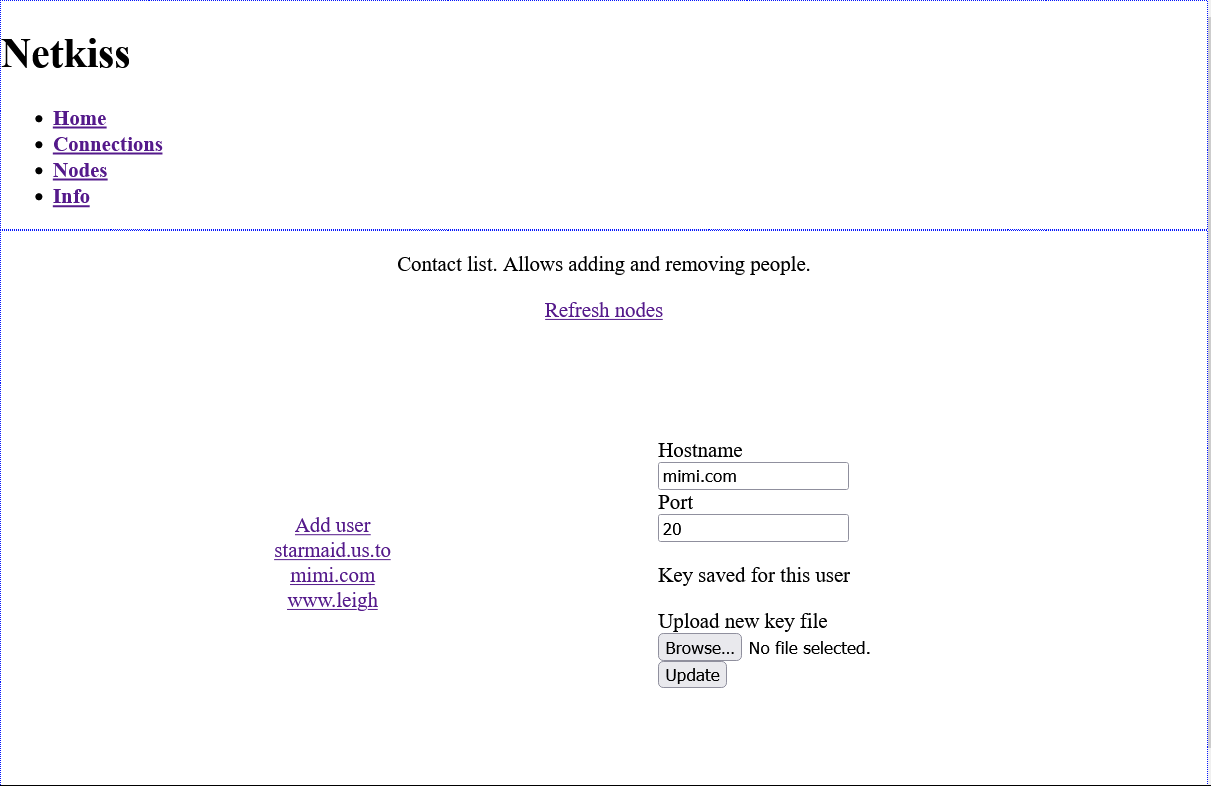 Netkiss
Home
Connections
Nodes
Info
Contact list. Allows adding and removing people.
Refresh nodes
Add user
starmaid.us.to
mimi.com
www.leigh
Hostname
mimi.com
Port
20
Key saved for this user
Upload new key file
Browse... No file selected.
Update